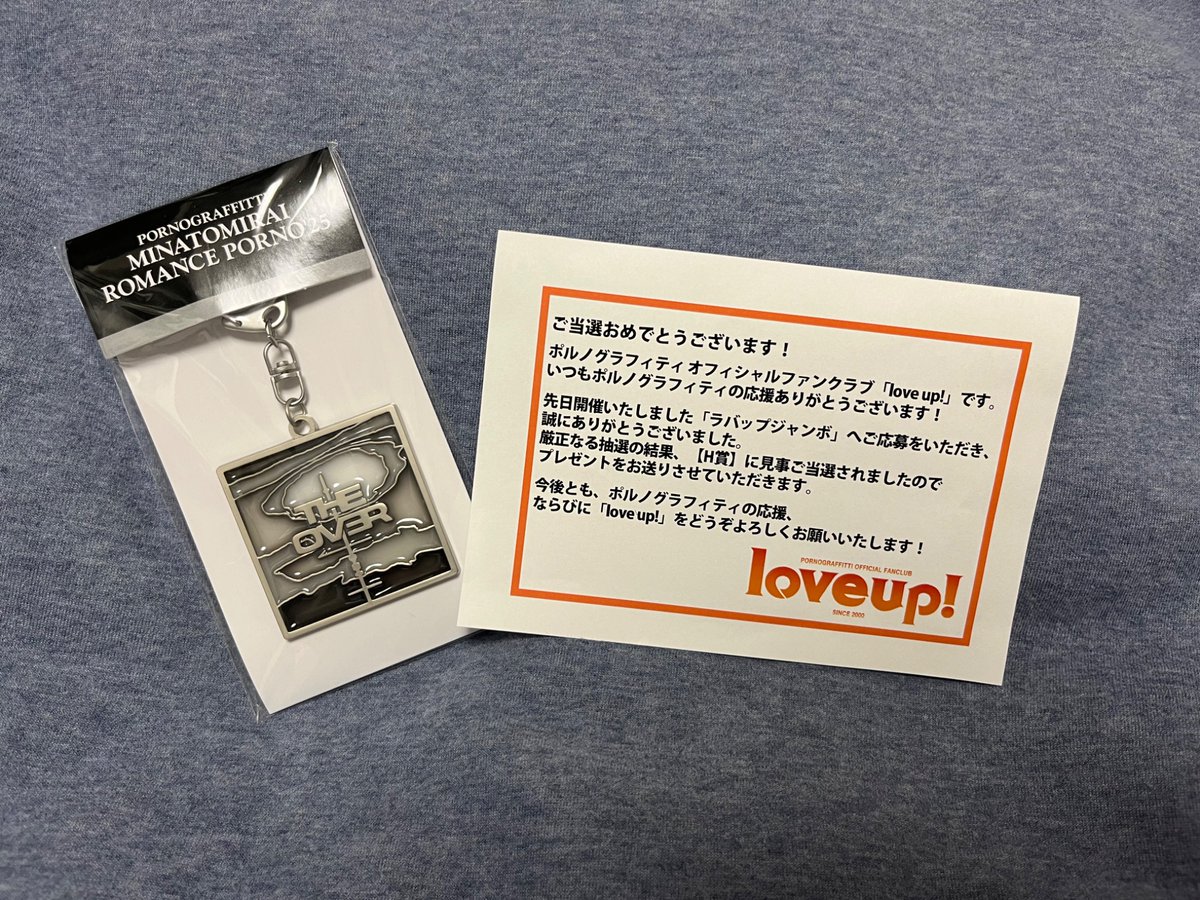 PORNOGRAFFITTI
MINATOMIRAI
ROMANCE PORNO'25
THE
OVER
ご当選おめでとうございます！
ポルノグラフィティ オフィシャルファンクラブ「love up!」です。
いつもポルノグラフィティの応援ありがとうございます！
先日開催いたしました「ラバップジャンボ」へご応募をいただき、
誠にありがとうございました。
厳正なる抽選の結果、【H賞】に見事ご当選されましたので
プレゼントをお送りさせていただきます。
今後とも、ポルノグラフィティの応援、
ならびに「love up!」をどうぞよろしくお願いいたします！
PORNOGRAFFITTI OFFICIAL FANCLUB
loveup!
SINCE 2000